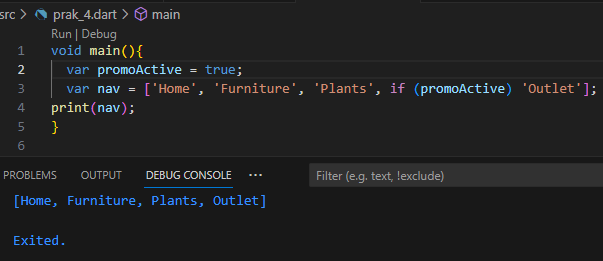 src > prak_4.dart > main
Run | Debug
1 void main(){
2 var promoActive = true;
3 var nav = ['Home', 'Furniture', 'Plants', if (promoActive) 'Outlet'];
4 print(nav);
5 }
6
PROBLEMS OUTPUT DEBUG CONSOLE ··· Filter (e.g. text, !exclude)
[Home, Furniture, Plants, Outlet]
Exited.